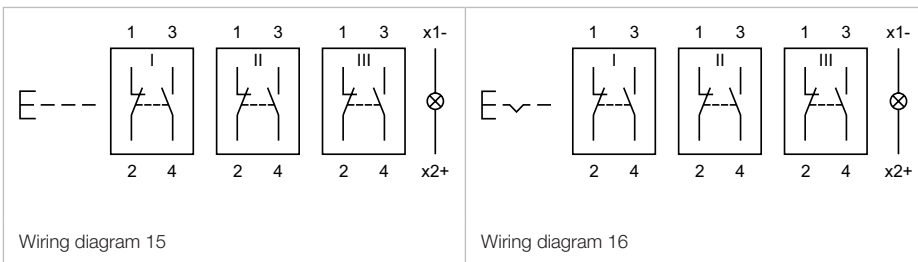 1 3 1 3 1 3 x1-
I II III
2 4 2 4 2 4 x2+
Wiring diagram 15
1 3 1 3 1 3 x1-
I II III
2 4 2 4 2 4 x2+
Wiring diagram 16